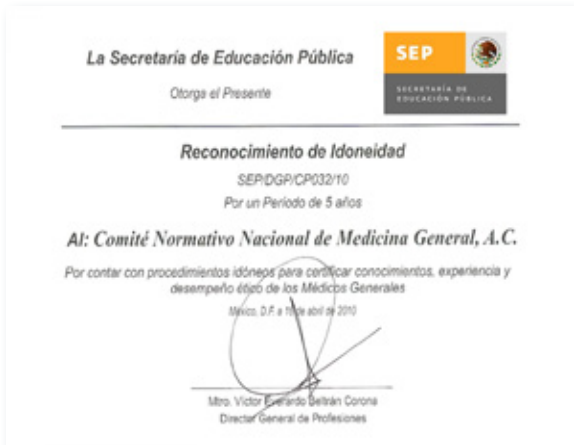 La Secretaría de Educación Pública
Otorga el Presente
SEP
SECRETARÍA DE
EDUCACIÓN PÚBLICA
Reconocimiento de Idoneidad
SEP/DGP/CP032/10
Por un Periodo de 5 años
Al: Comité Normativo Nacional de Medicina General, A.C.
Por contar con procedimientos idóneos para certificar conocimientos, experiencia y
desempeño ético de los Médicos Generales
México, D.F. a de abril de 2010
Mtro. Víctor Everardo Beltrán Corona
Director General de Profesiones